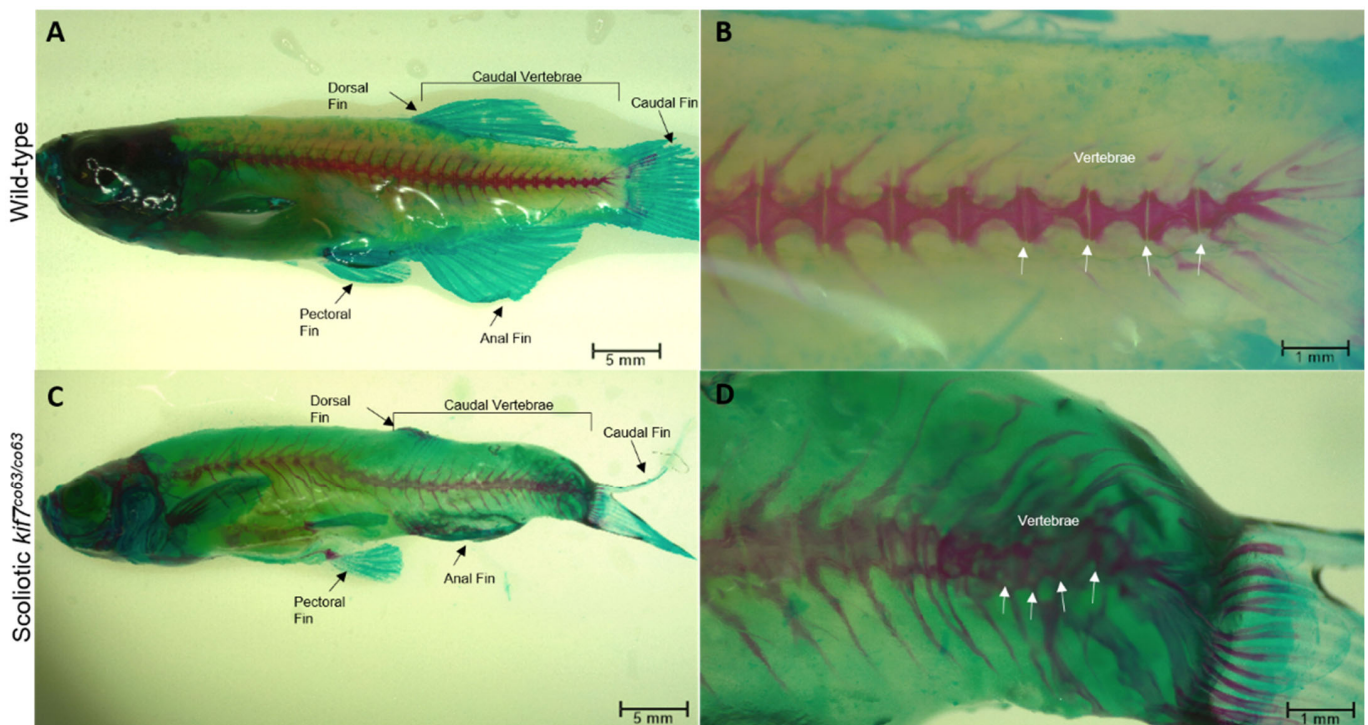 Wild-type
A
Caudal Vertebrae
Dorsal
Fin
Caudal Fin
Pectoral
Fin
Anal Fin
5 mm
B
Vertebrae
1 mm
Scoliotic kif7co63/co63
C
Caudal Vertebrae
Dorsal
Fin
Caudal Fin
Anal Fin
Pectoral
Fin
5 mm
D
Vertebrae
1 mm